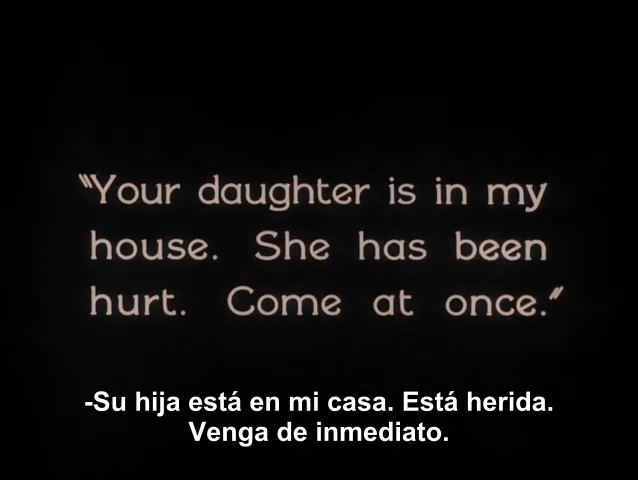 "Your daughter is in my
house. She has been
hurt. Come at once."
-Su hija está en mi casa. Está herida.
Venga de inmediato.